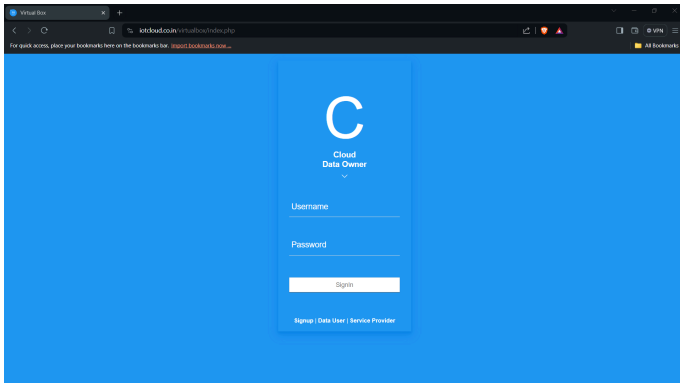 Virtual Box
iotcloud.co.in/virtualbox/index.php
VPN
For quick access, place your bookmarks here on the bookmarks bar. Import bookmarks now ...
All Bookmarks
C
Cloud
Data Owner
Username
Password
SignIn
Signup | Data User | Service Provider